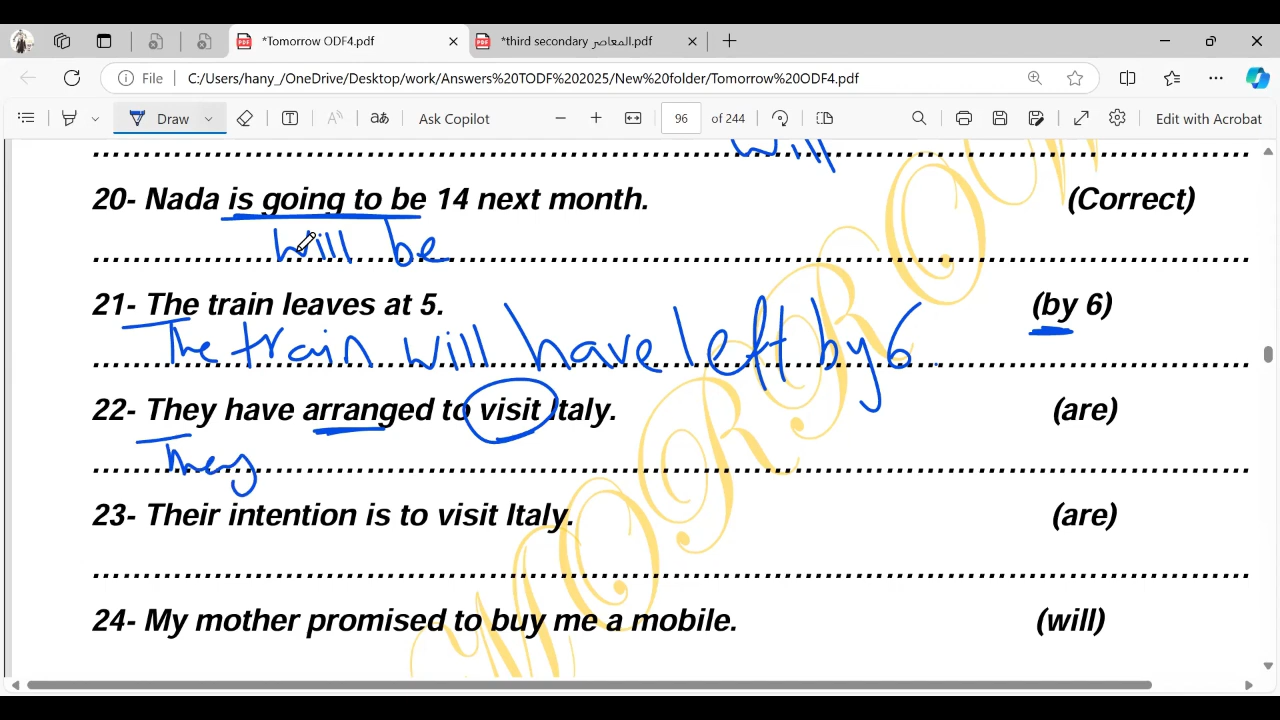 *Tomorrow ODF4.pdf
*third secondary المعاصر.pdf
File C:/Users/hany_/OneDrive/Desktop/work/Answers%20TODF%202025/New%20folder/Tomorrow%20ODF4.pdf
Draw Ask Copilot 96 of 244 Edit with Acrobat
will
20- Nada is going to be 14 next month. (Correct)
will be
21- The train leaves at 5. (by 6)
The train will have left by 6.
22- They have arranged to visit Italy. (are)
They
23- Their intention is to visit Italy. (are)
24- My mother promised to buy me a mobile. (will)